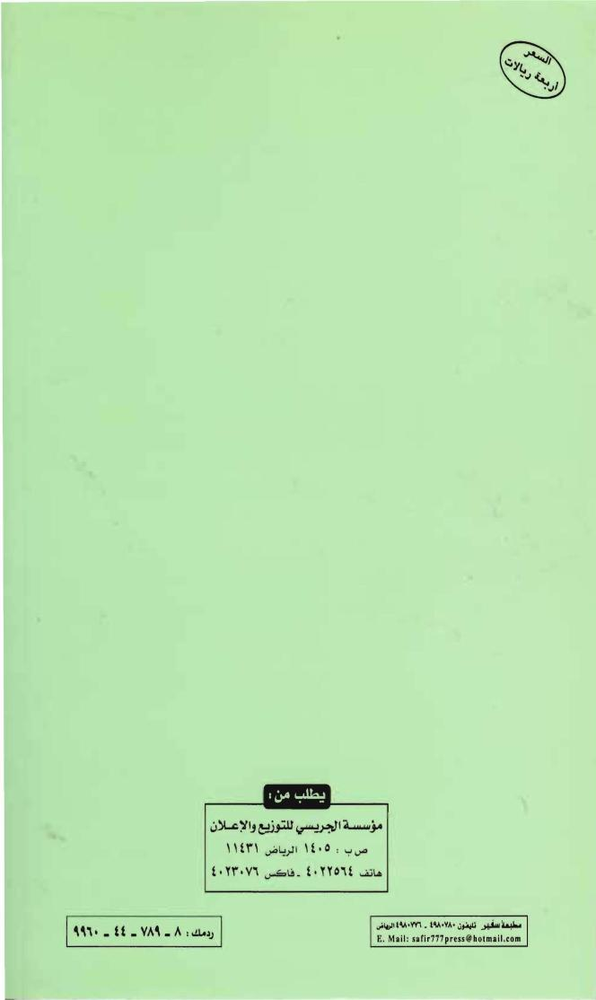 السعر
أربعة ريالات
يطلب من :
مؤسسة الجريسي للتوزيع والإعلان
ص ب : ١٤٠٥ الرياض ١١٤٣١
هاتف ٤٠٢٢٥٦٤ ـ فاكس ٤٠٢٣٠٧٦
مطبعة سفير تليفون ٤٩٨٠٧٨٠ ـ ٤٩٨٠٧٧٦ الرياض
E. Mail: safir777press@hotmail.com
ردمك : ٨ ـ ٧٨٩ ـ ٤٤ ـ ٩٩٦٠